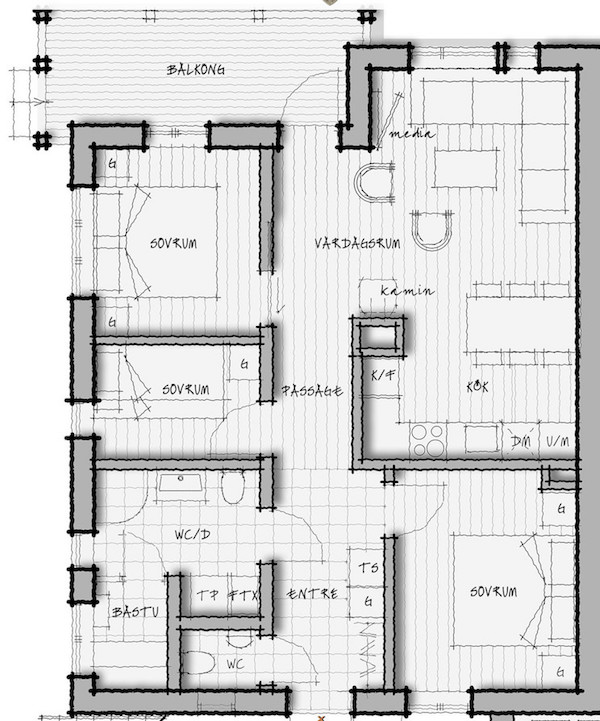 BALKONG
media
G
SOVRUM
VARDAGSRUM
kamin
G
G
K/F
SOVRUM
PASSAGE
KÖK
DM
U/M
G
WC/D
TS
TP
FTX
ENTRE
SOVRUM
G
BASTU
WC
G